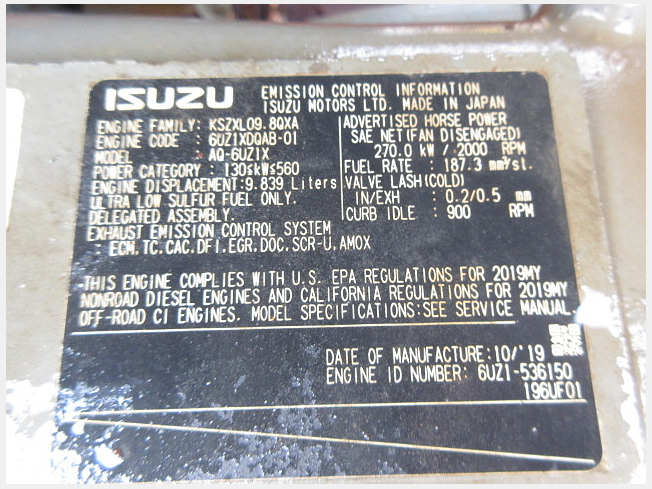 ISUZU
EMISSION CONTROL INFORMATION
ISUZU MOTORS LTD. MADE IN JAPAN
ENGINE FAMILY: KSZXL09.8QXA
ENGINE CODE : 6UZ1XDQAB-01
MODEL : AQ-6UZ1X
POWER CATEGORY : 130≤kW≤560
ENGINE DISPLACEMENT:9.839 Liters
ULTRA LOW SULFUR FUEL ONLY.
DELEGATED ASSEMBLY.
EXHAUST EMISSION CONTROL SYSTEM
ECM.TC.CAC.DFI.EGR.DOC.SCR-U.AMOX
ADVERTISED HORSE POWER
SAE NET(FAN DISENGAGED)
270.0 kW / 2000 RPM
FUEL RATE : 187.3 mm³/st.
VALVE LASH(COLD)
IN/EXH : 0.2/0.5 mm
CURB IDLE : 900 RPM
THIS ENGINE COMPLIES WITH U.S. EPA REGULATIONS FOR 2019MY
NONROAD DIESEL ENGINES AND CALIFORNIA REGULATIONS FOR 2019MY
OFF-ROAD CI ENGINES. MODEL SPECIFICATIONS:SEE SERVICE MANUAL.
DATE OF MANUFACTURE:10/'19
ENGINE ID NUMBER: 6UZ1-536150
196UF01